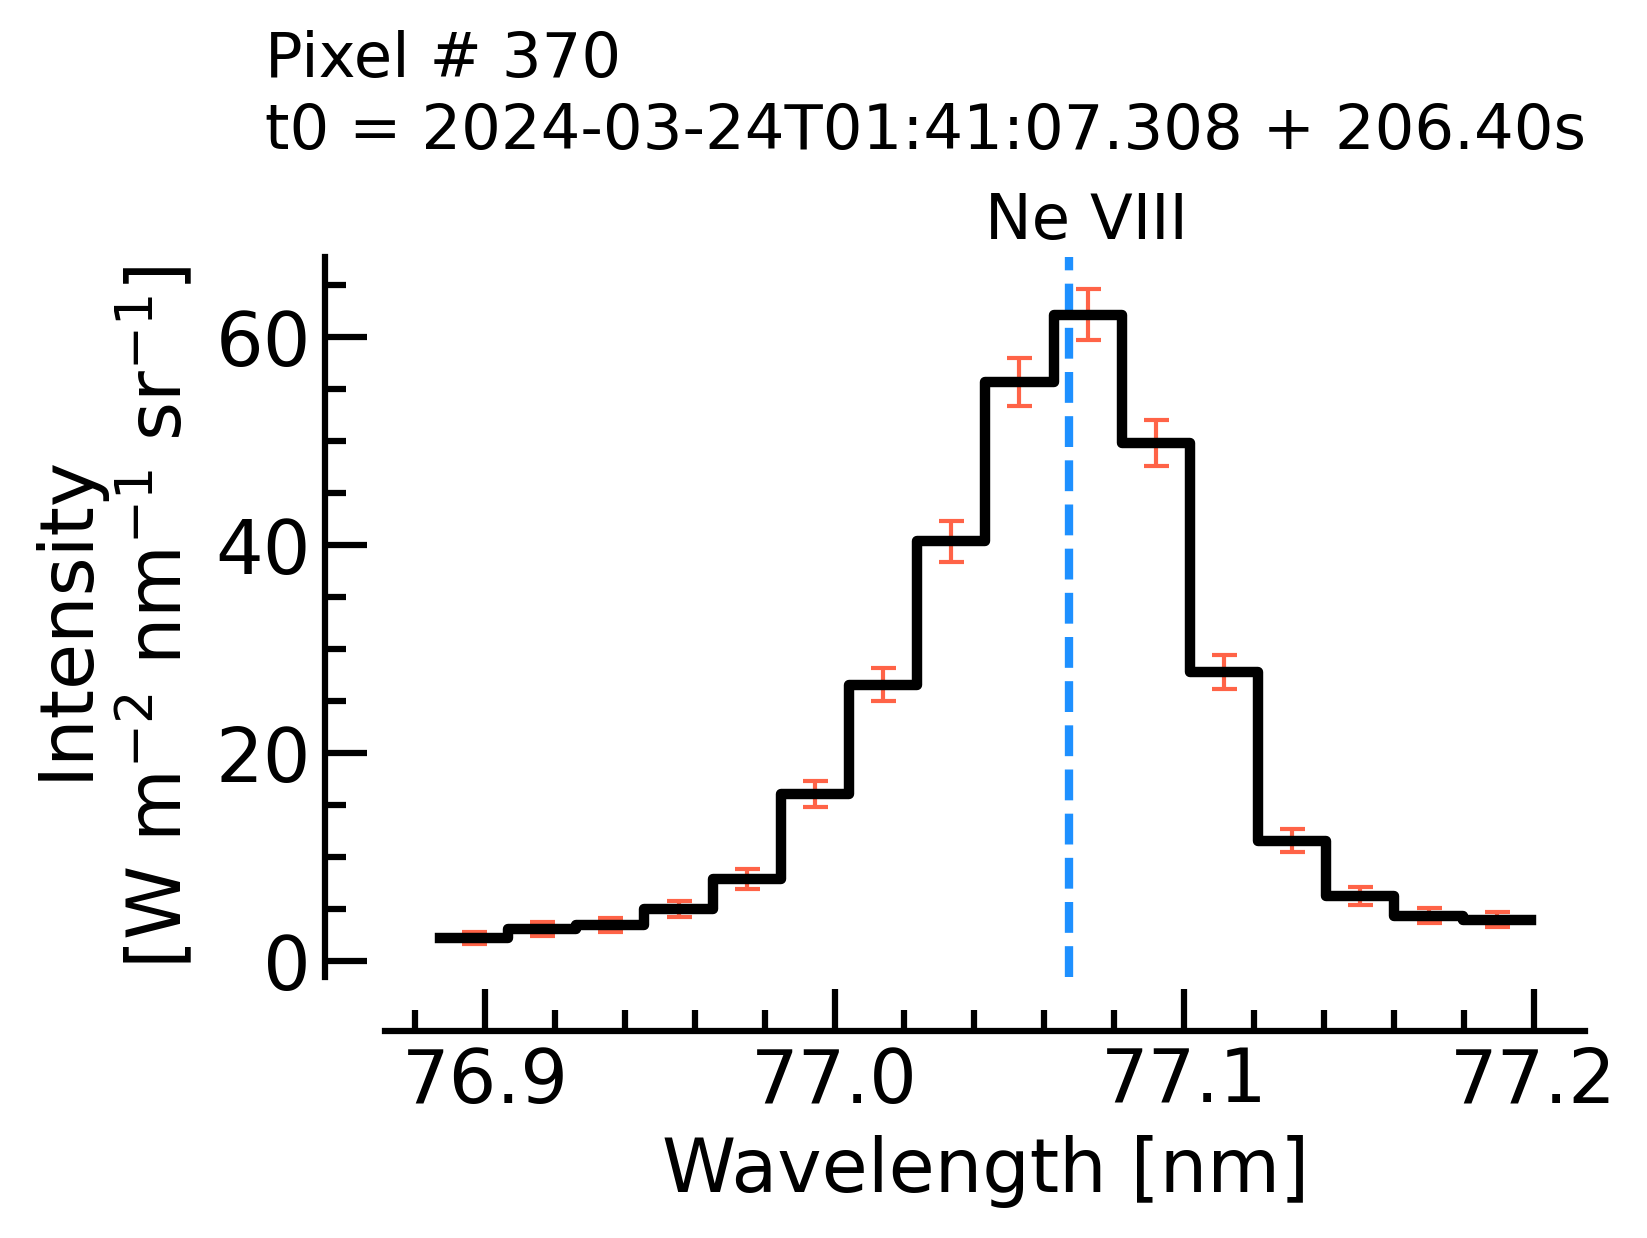 Pixel # 370
t0 = 2024-03-24T01:41:07.308 + 206.40s
Ne VIII
Intensity
[W m⁻² nm⁻¹ sr⁻¹]
60
40
20
0
76.9 77.0 77.1 77.2
Wavelength [nm]